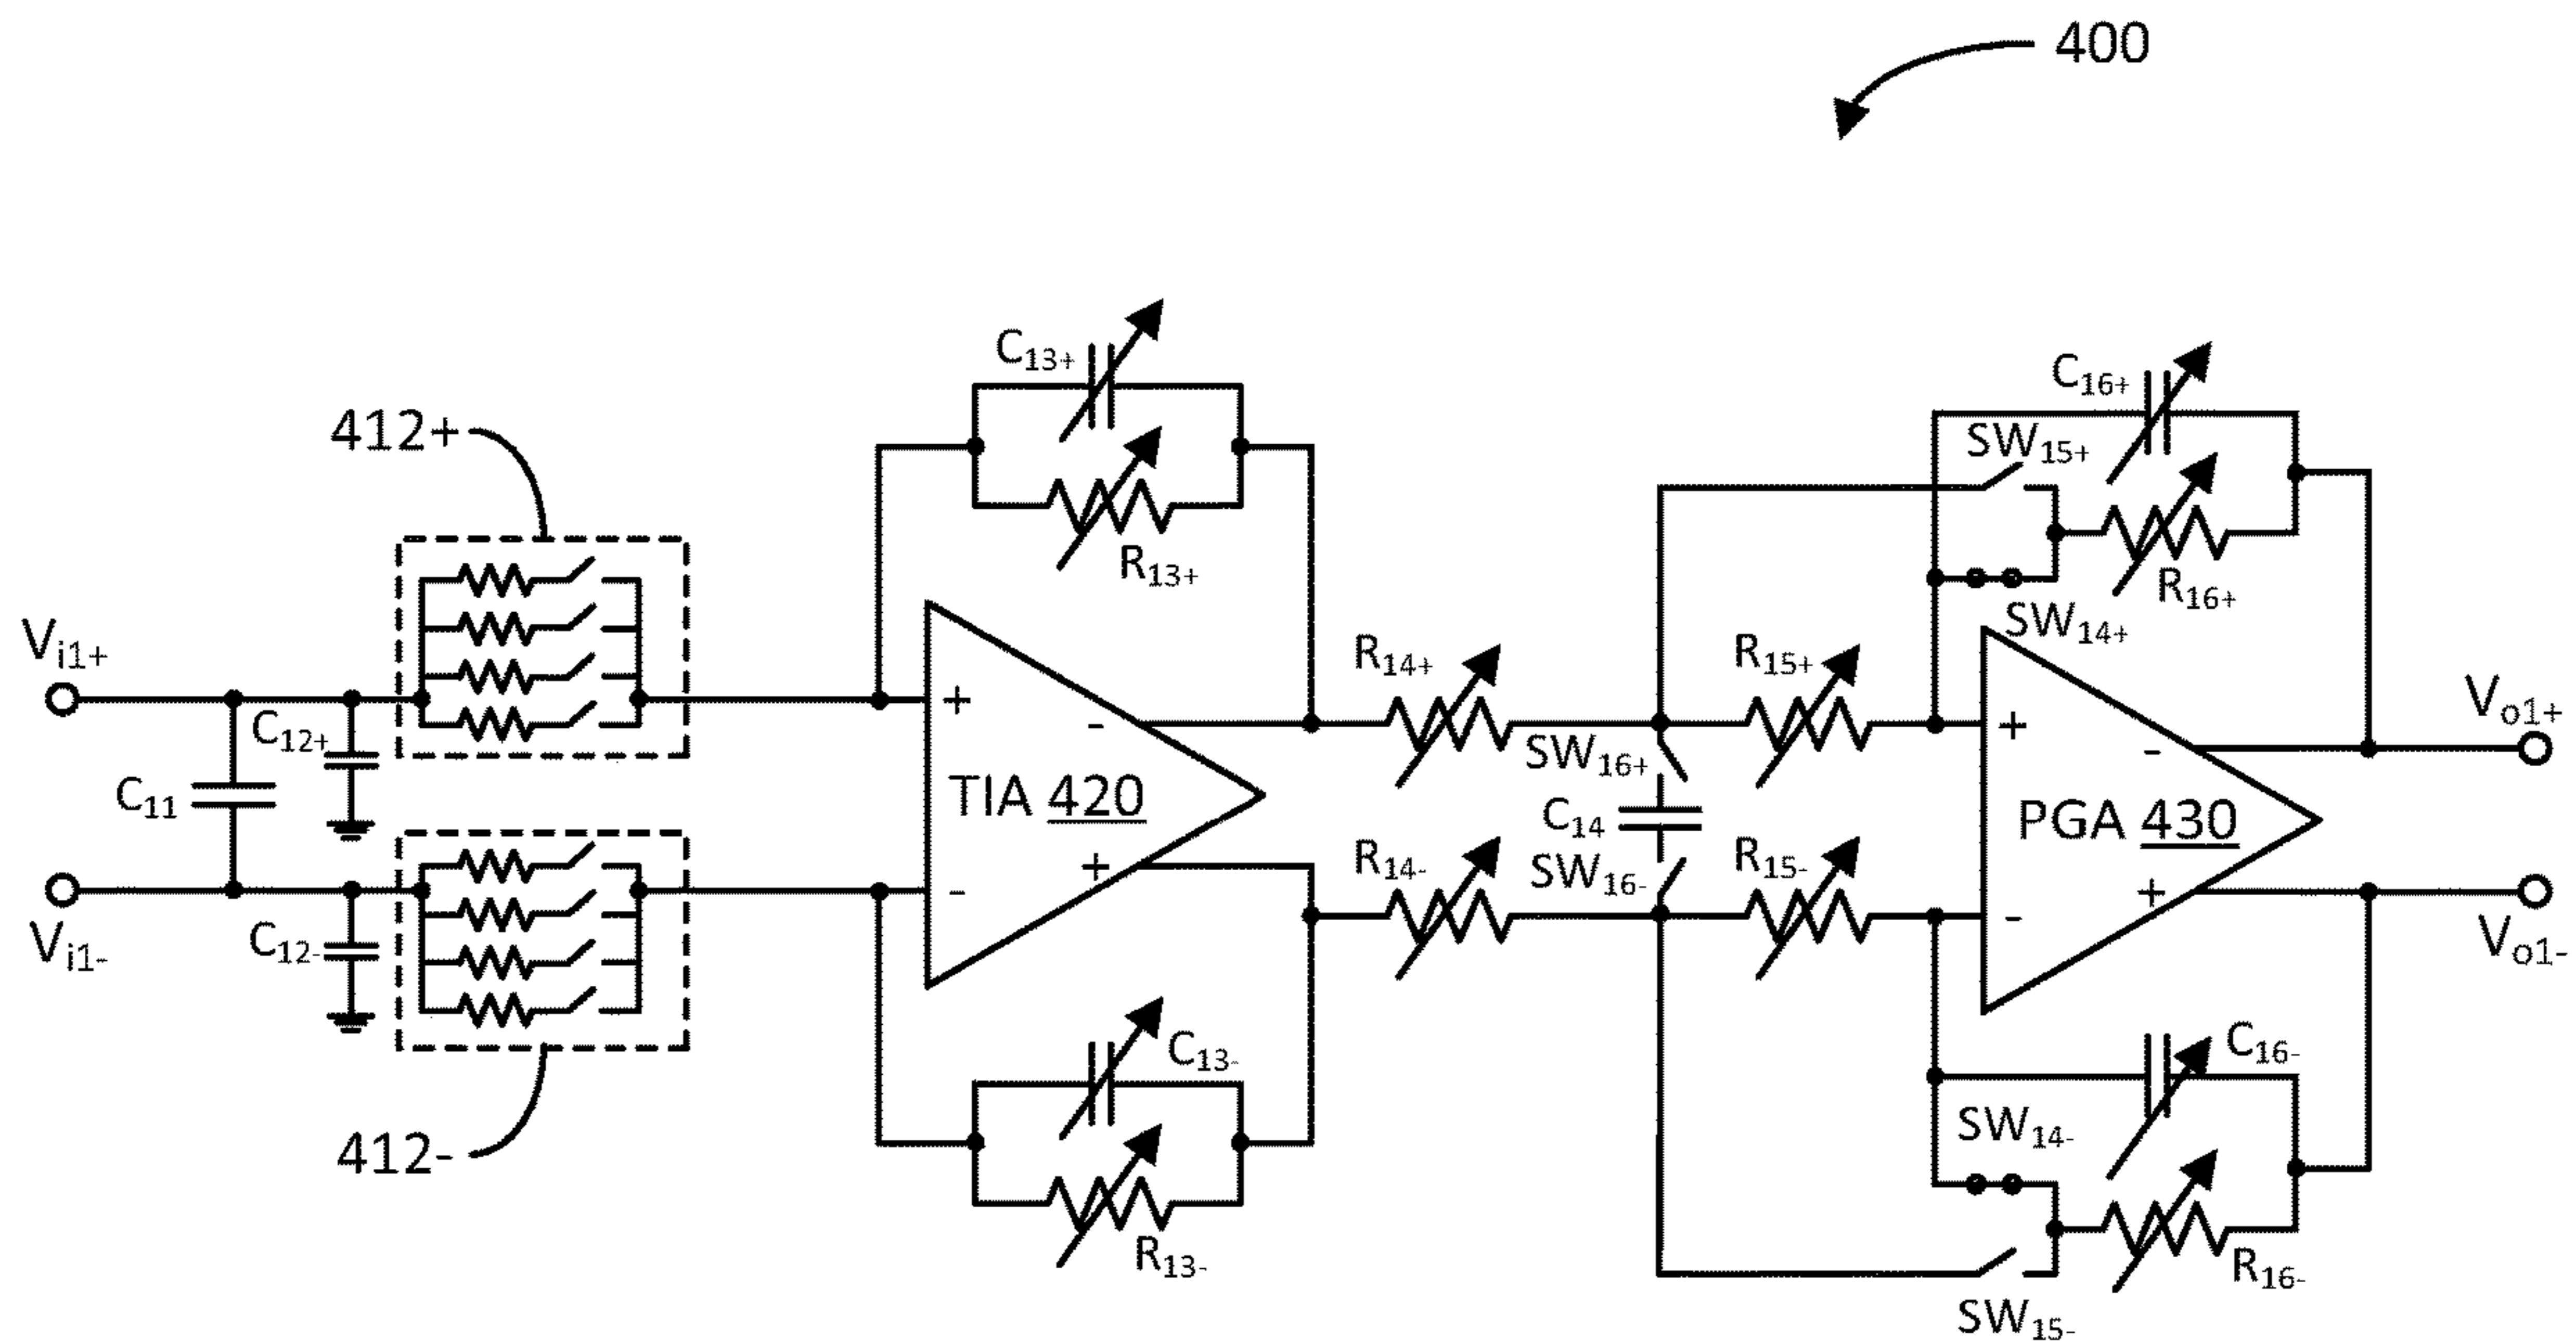 400
C13+
C16+
412+
SW15+
R13+
R16+
SW14+
Vi1+
R14+
R15+
Vo1+
C12+
+
-
+
-
SW16+
C11
TIA 420
C14
PGA 430
R14-
SW16-
R15-
Vi1-
C12-
-
+
-
+
Vo1-
C13-
C16-
SW14-
412-
R13-
R16-
SW15-